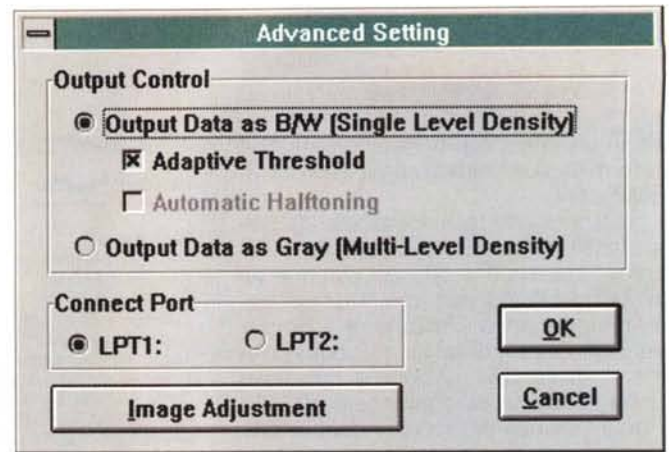 Advanced Setting
Output Control
Output Data as B/W (Single Level Density)
Adaptive Threshold
Automatic Halftoning
Output Data as Gray (Multi-Level Density)
Connect Port
LPT1:
LPT2:
OK
Image Adjustment
Cancel